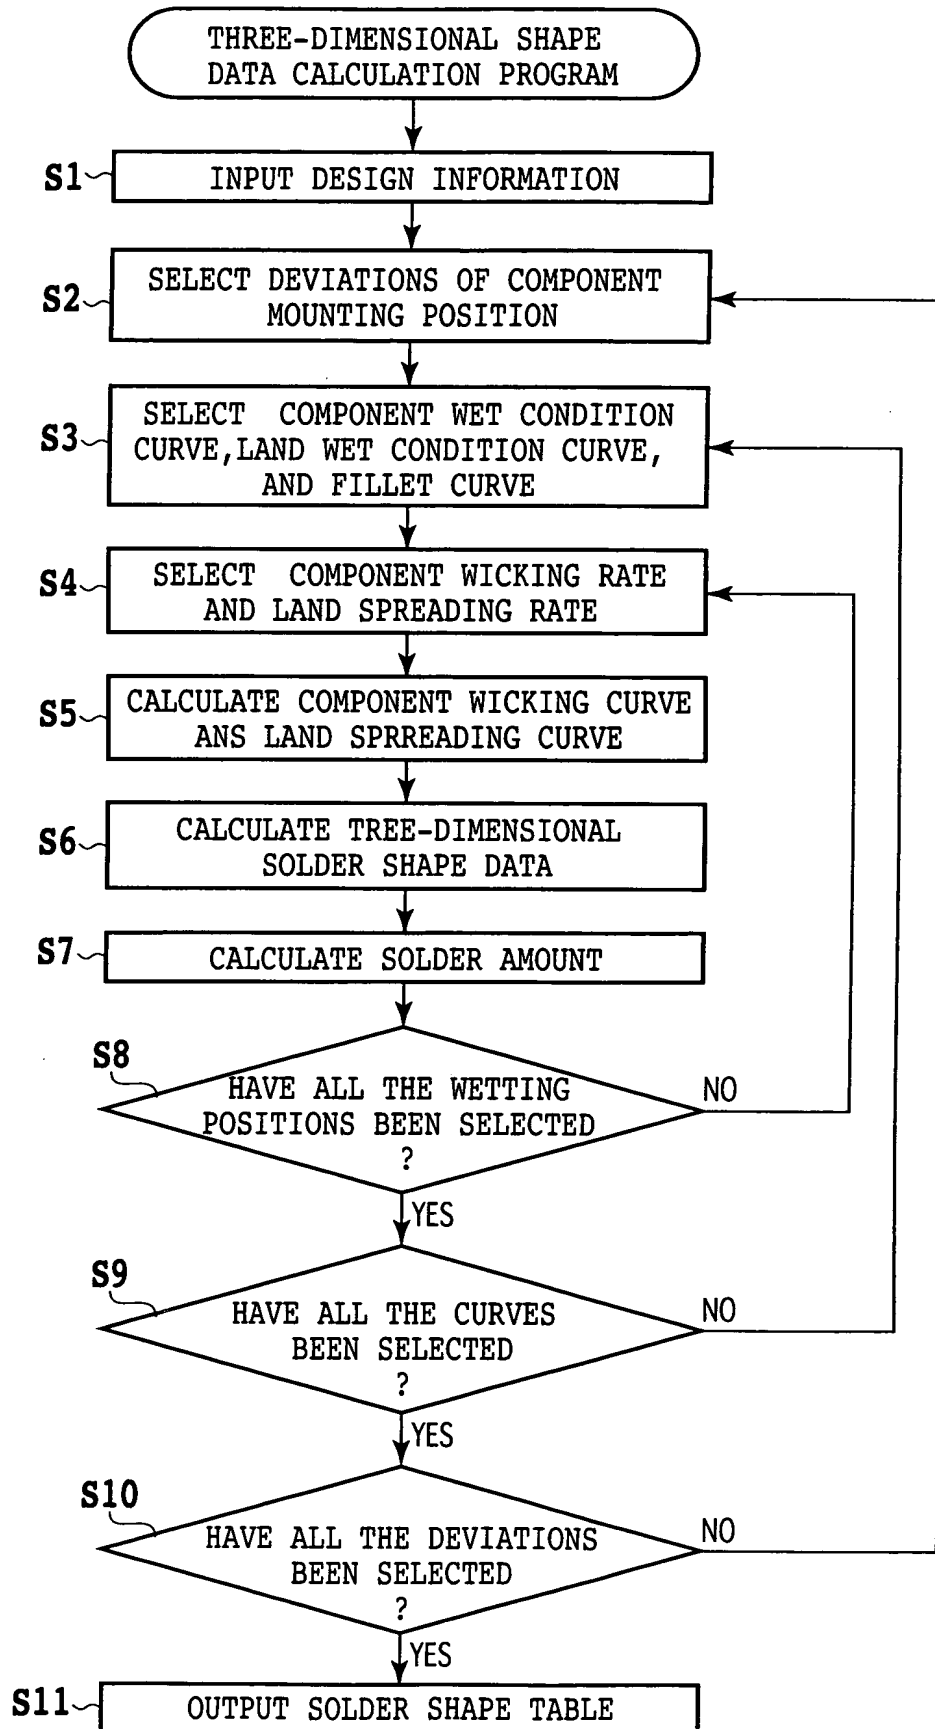 THREE-DIMENSIONAL SHAPE
DATA CALCULATION PROGRAM
S1
INPUT DESIGN INFORMATION
S2
SELECT DEVIATIONS OF COMPONENT
MOUNTING POSITION
S3
SELECT COMPONENT WET CONDITION
CURVE,LAND WET CONDITION CURVE,
AND FILLET CURVE
S4
SELECT COMPONENT WICKING RATE
AND LAND SPREADING RATE
S5
CALCULATE COMPONENT WICKING CURVE
ANS LAND SPRREADING CURVE
S6
CALCULATE TREE-DIMENSIONAL
SOLDER SHAPE DATA
S7
CALCULATE SOLDER AMOUNT
S8
HAVE ALL THE WETTING
POSITIONS BEEN SELECTED
?
NO
YES
S9
HAVE ALL THE CURVES
BEEN SELECTED
?
NO
YES
S10
HAVE ALL THE DEVIATIONS
BEEN SELECTED
?
NO
YES
S11
OUTPUT SOLDER SHAPE TABLE